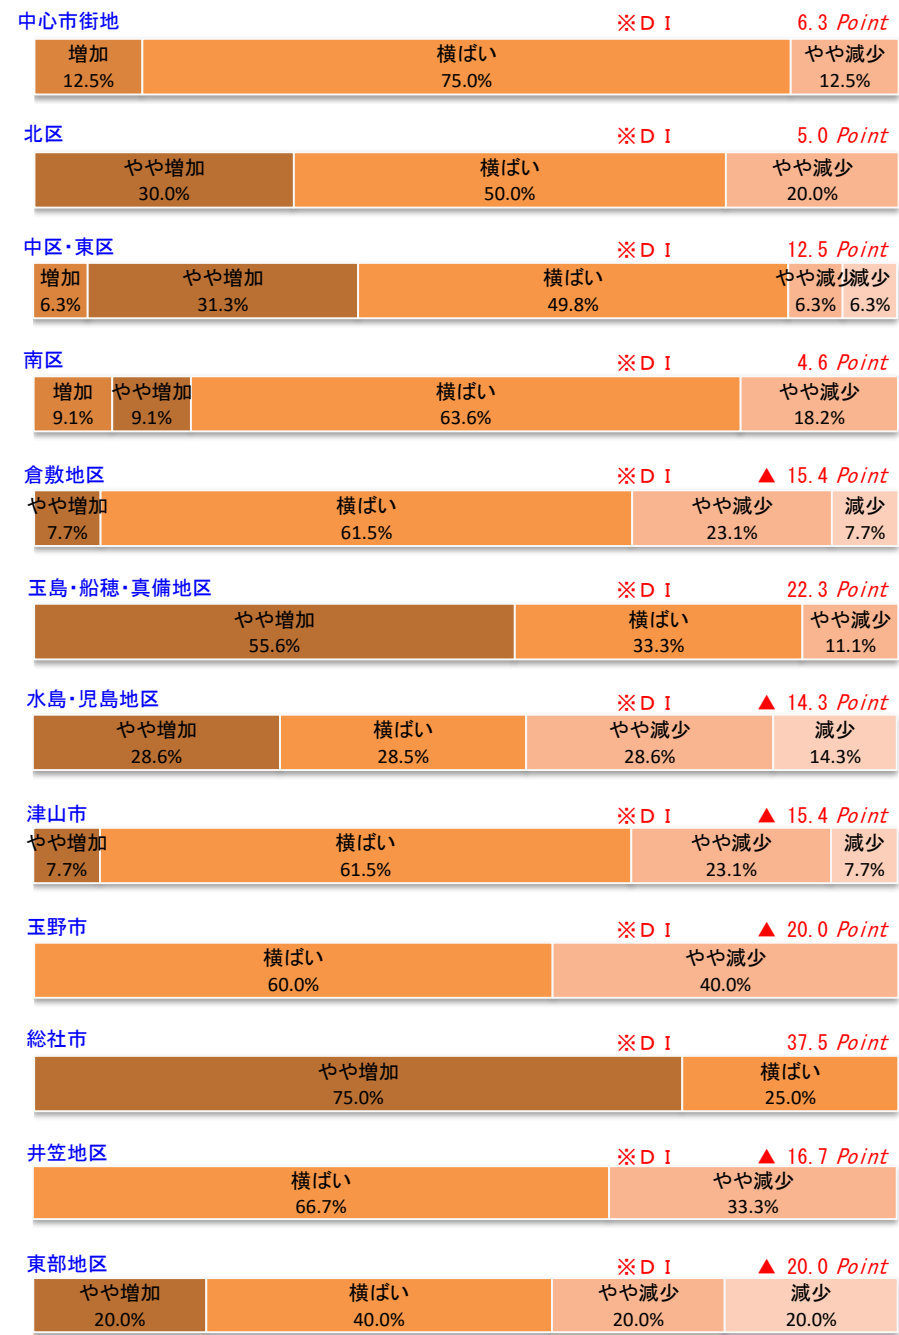 中心市街地 ※ＤＩ 6.3 Point
増加 横ばい やや減少
12.5% 75.0% 12.5%
北区 ※ＤＩ 5.0 Point
やや増加 横ばい やや減少
30.0% 50.0% 20.0%
中区・東区 ※ＤＩ 12.5 Point
増加 やや増加 横ばい やや減少 減少
6.3% 31.3% 49.8% 6.3% 6.3%
南区 ※ＤＩ 4.6 Point
増加 やや増加 横ばい やや減少
9.1% 9.1% 63.6% 18.2%
倉敷地区 ※ＤＩ ▲ 15.4 Point
やや増加 横ばい やや減少 減少
7.7% 61.5% 23.1% 7.7%
玉島・船穂・真備地区 ※ＤＩ 22.3 Point
やや増加 横ばい やや減少
55.6% 33.3% 11.1%
水島・児島地区 ※ＤＩ ▲ 14.3 Point
やや増加 横ばい やや減少 減少
28.6% 28.5% 28.6% 14.3%
津山市 ※ＤＩ ▲ 15.4 Point
やや増加 横ばい やや減少 減少
7.7% 61.5% 23.1% 7.7%
玉野市 ※ＤＩ ▲ 20.0 Point
横ばい やや減少
60.0% 40.0%
総社市 ※ＤＩ 37.5 Point
やや増加 横ばい
75.0% 25.0%
井笠地区 ※ＤＩ ▲ 16.7 Point
横ばい やや減少
66.7% 33.3%
東部地区 ※ＤＩ ▲ 20.0 Point
やや増加 横ばい やや減少 減少
20.0% 40.0% 20.0% 20.0%